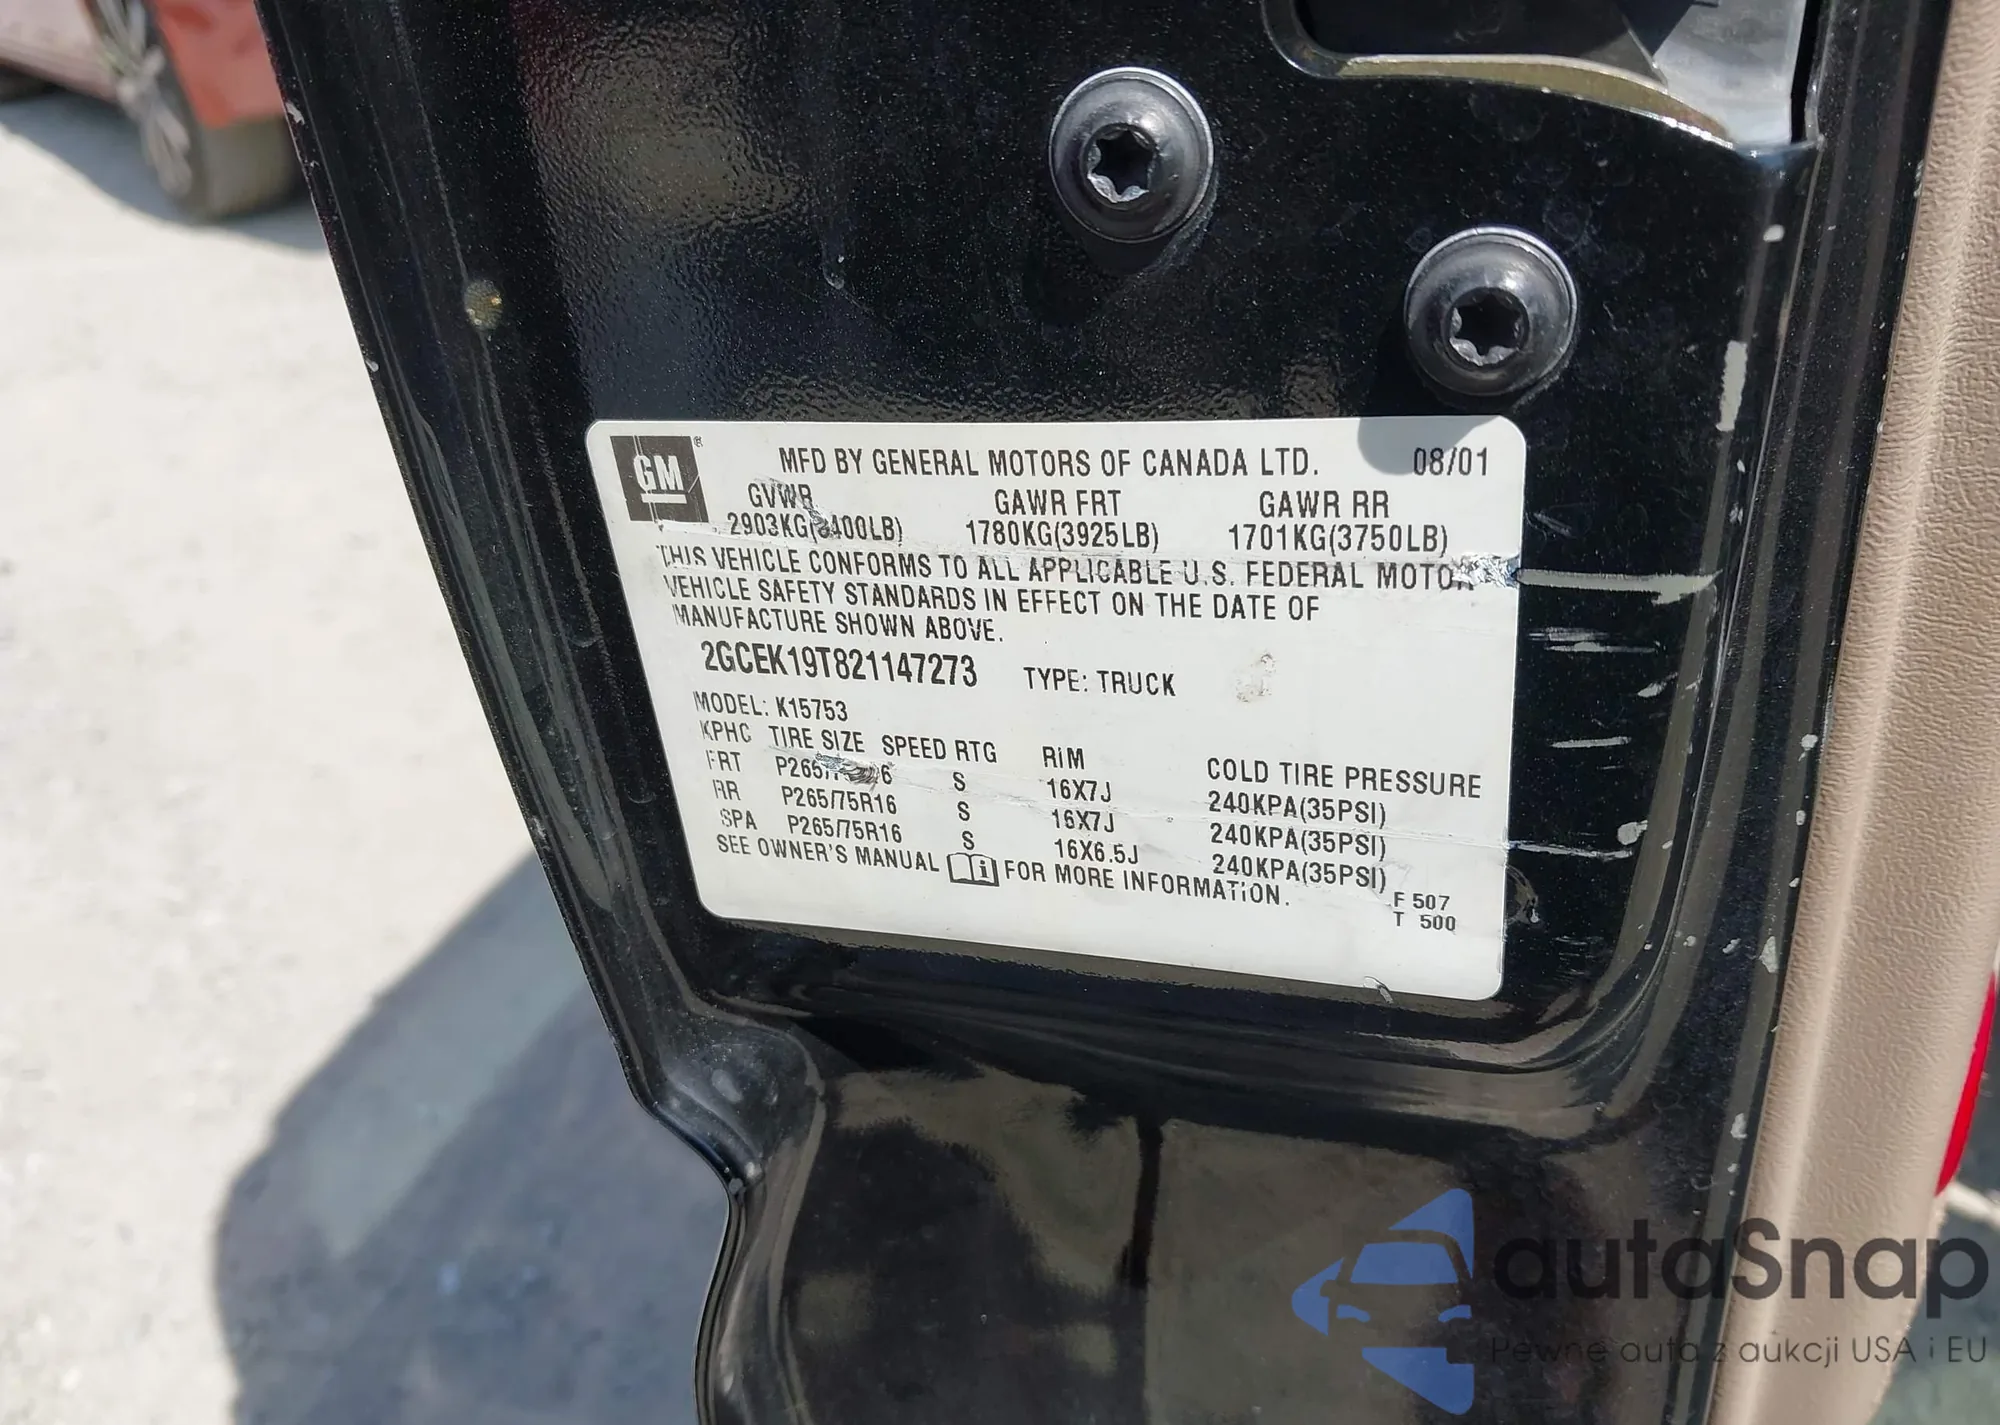 GM ®
MFD BY GENERAL MOTORS OF CANADA LTD. 08/01
GVWR GAWR FRT GAWR RR
2903KG(6400LB) 1780KG(3925LB) 1701KG(3750LB)
THIS VEHICLE CONFORMS TO ALL APPLICABLE U.S. FEDERAL MOTOR
VEHICLE SAFETY STANDARDS IN EFFECT ON THE DATE OF
MANUFACTURE SHOWN ABOVE.
2GCEK19T821147273 TYPE: TRUCK
MODEL: K15753
KPHC TIRE SIZE SPEED RTG RIM COLD TIRE PRESSURE
FRT S 16X7J 240KPA(35PSI)
RR P265/75R16 S 16X7J 240KPA(35PSI)
SPA P265/75R16 S 16X6.5J 240KPA(35PSI)
SEE OWNER'S MANUAL i FOR MORE INFORMATION.
F 507
T 500
autaSnap
Pewne auta z aukcji USA i EU